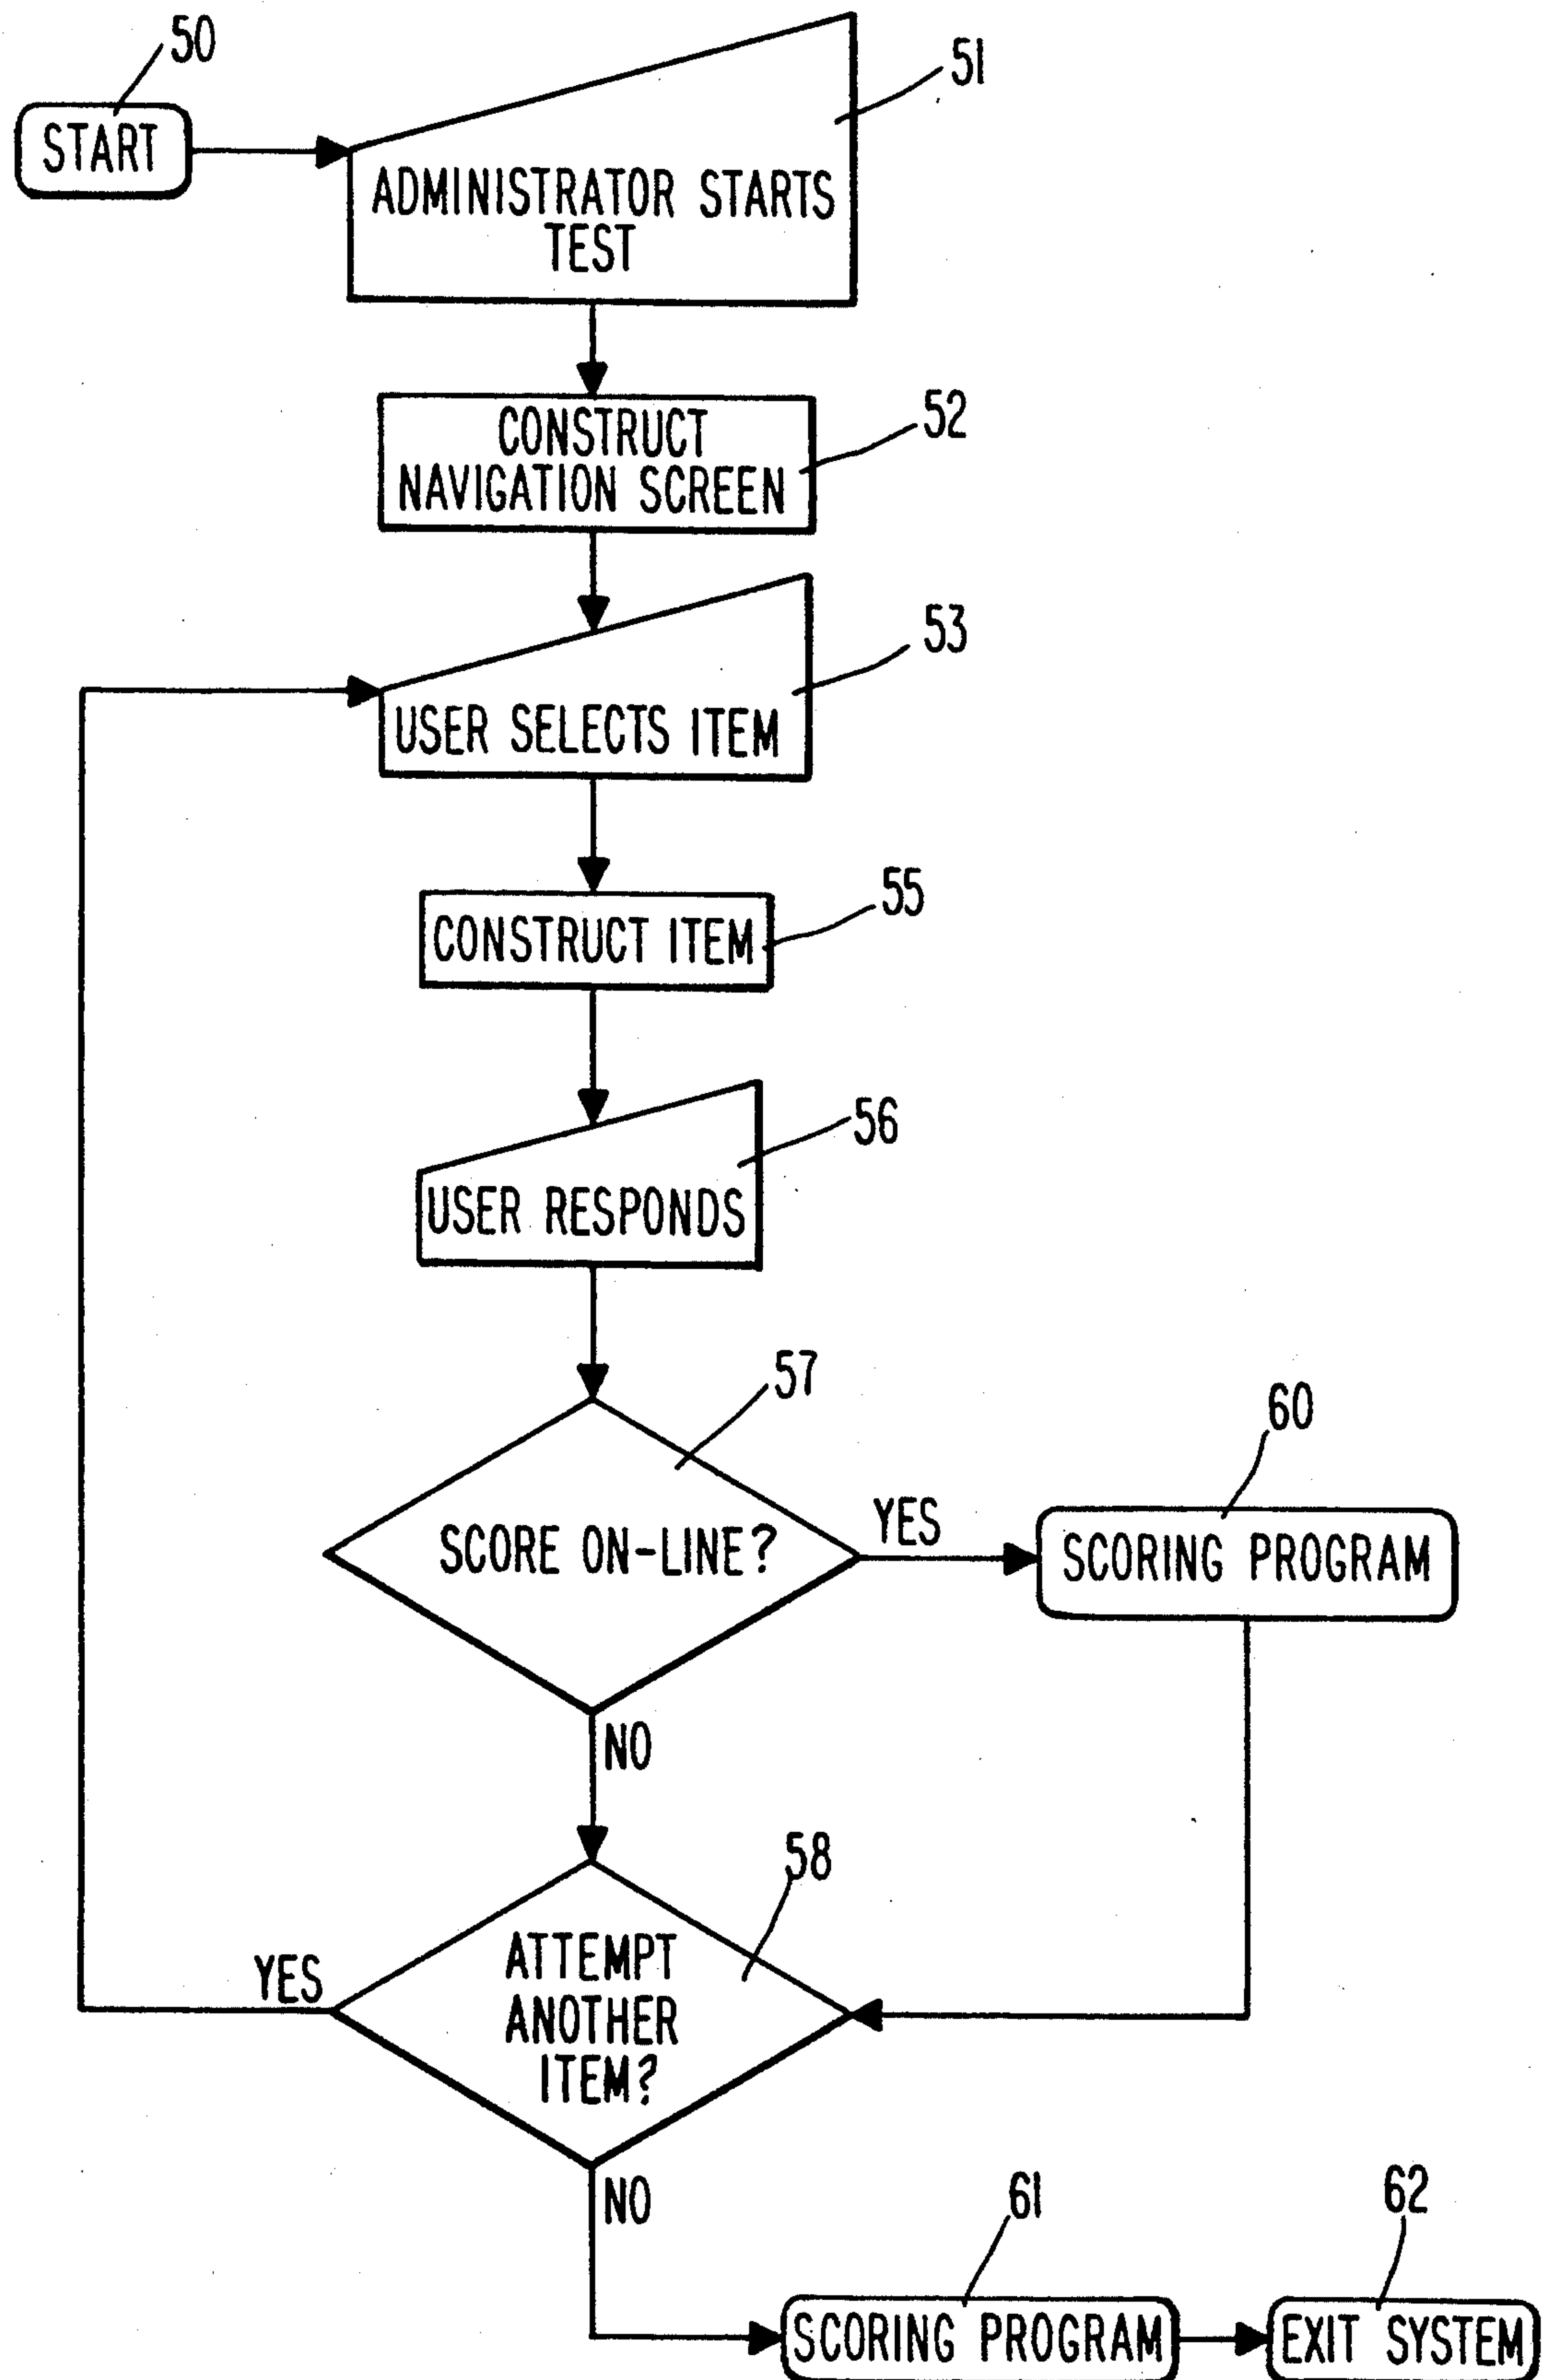 50
START
51
ADMINISTRATOR STARTS
TEST
52
CONSTRUCT
NAVIGATION SCREEN
53
USER SELECTS ITEM
55
CONSTRUCT ITEM
56
USER RESPONDS
57
SCORE ON-LINE?
YES
60
SCORING PROGRAM
NO
58
ATTEMPT
ANOTHER
ITEM?
YES
NO
61
SCORING PROGRAM
62
EXIT SYSTEM